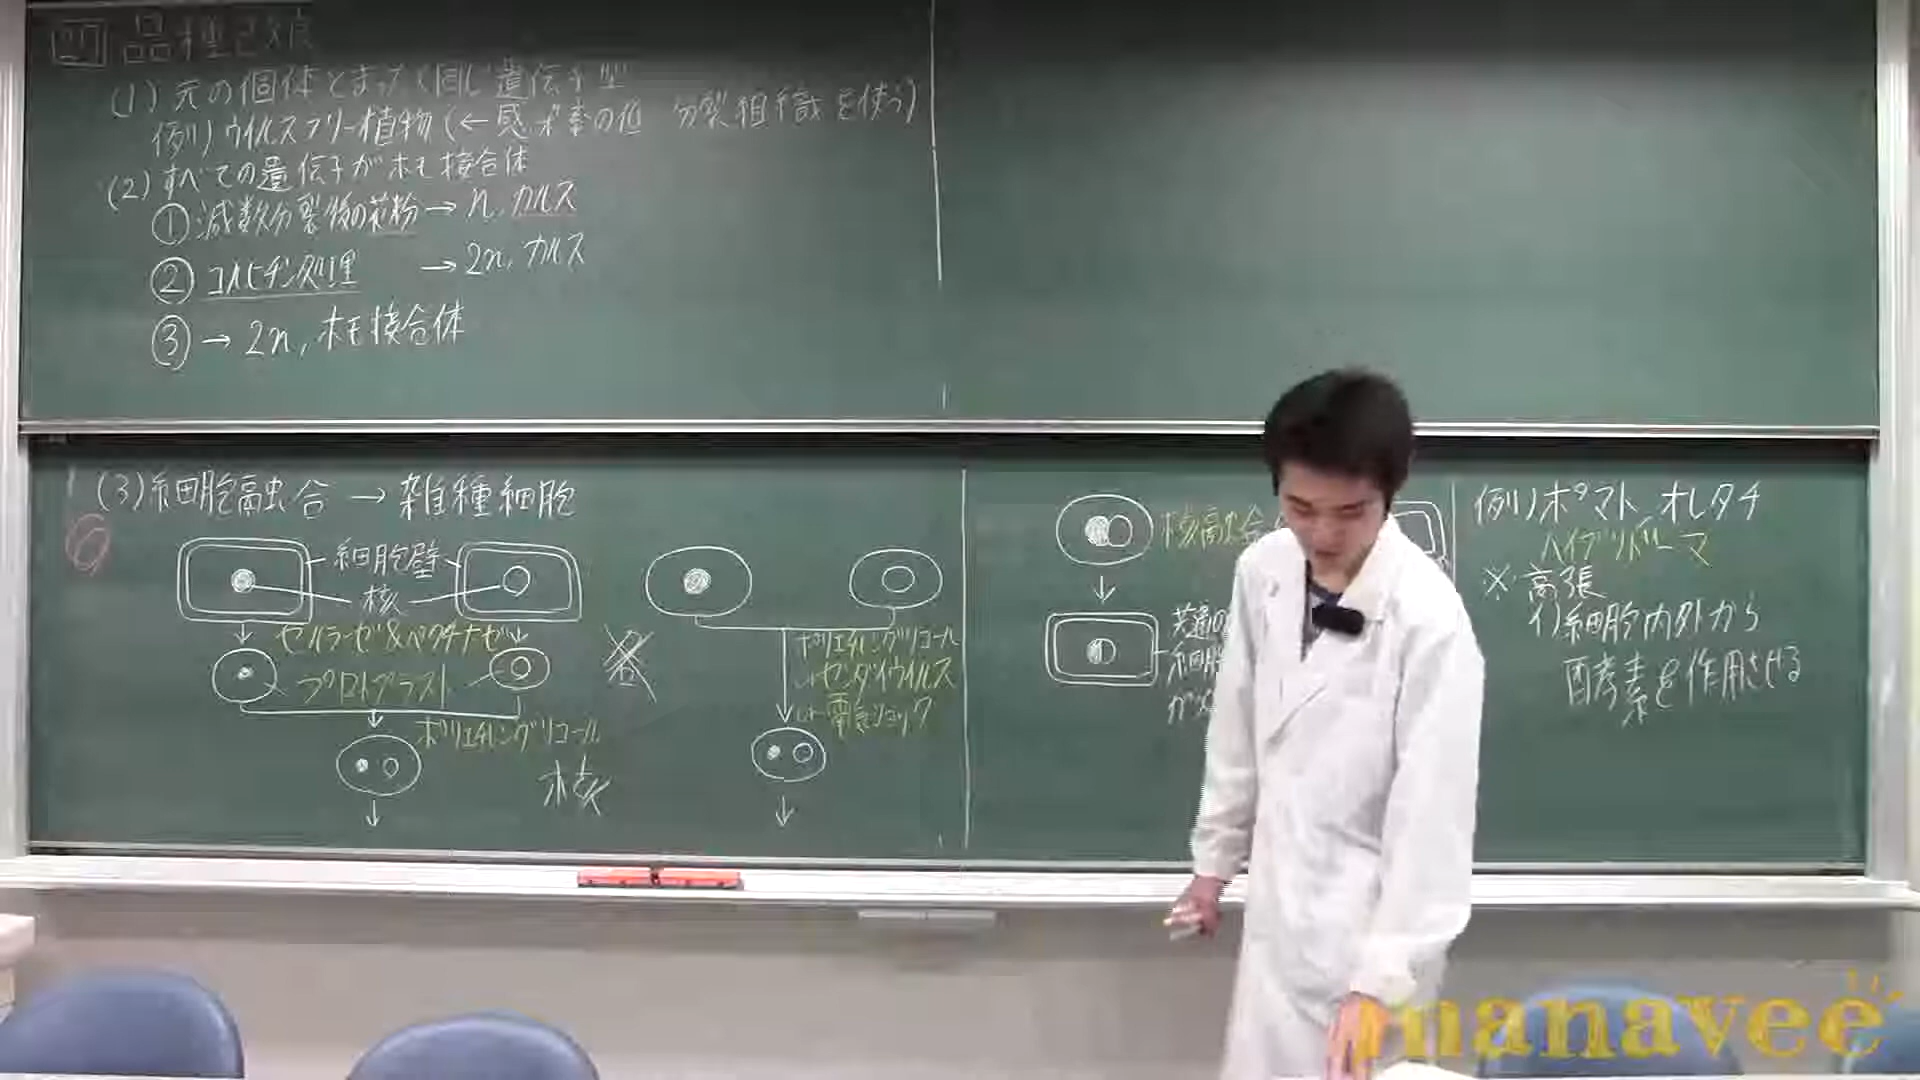 品種改良
(1) 元の個体とまったく同じ遺伝子型
例) ウイルスフリー植物 (← 分裂組織を使う)
(2) すべての遺伝子がホモ接合体
① 減数分裂後の花粉 → n, カルス
② コルヒチン処理 → 2n, カルス
③ → 2n, ホモ接合体
(3) 細胞融合 → 雑種細胞
細胞壁
核
セルラーゼ&ペクチナーゼ
プロトプラスト
ポリエチレングリコール
ポリエチレングリコール
センダイウイルス
電気ショック
核融合
共通の
細胞
例) ポマト, オレタチ
ハイブリドーマ
※ 高張
イ) 細胞内外から
酵素を作用させる
manavee